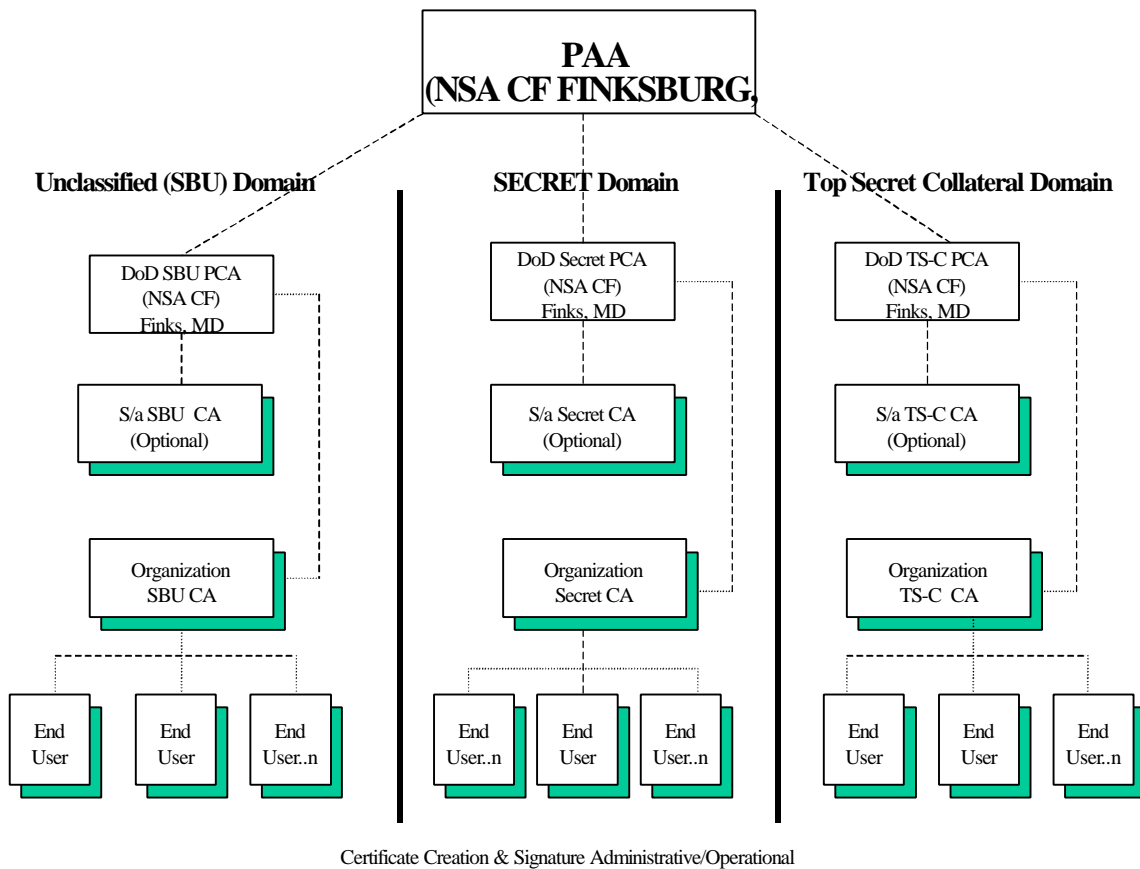 PAA
(NSA CF FINKSBURG,
Unclassified (SBU) Domain
SECRET Domain
Top Secret Collateral Domain
DoD SBU PCA
(NSA CF)
Finks, MD
DoD Secret PCA
(NSA CF)
Finks, MD
DoD TS-C PCA
(NSA CF)
Finks, MD
S/a SBU CA
(Optional)
S/a Secret CA
(Optional)
S/a TS-C CA
(Optional)
Organization
SBU CA
Organization
Secret CA
Organization
TS-C CA
End
User
End
User
End
User..n
End
User..n
End
User
End
User..n
End
User
End
User
End
User..n
Certificate Creation & Signature Administrative/Operational